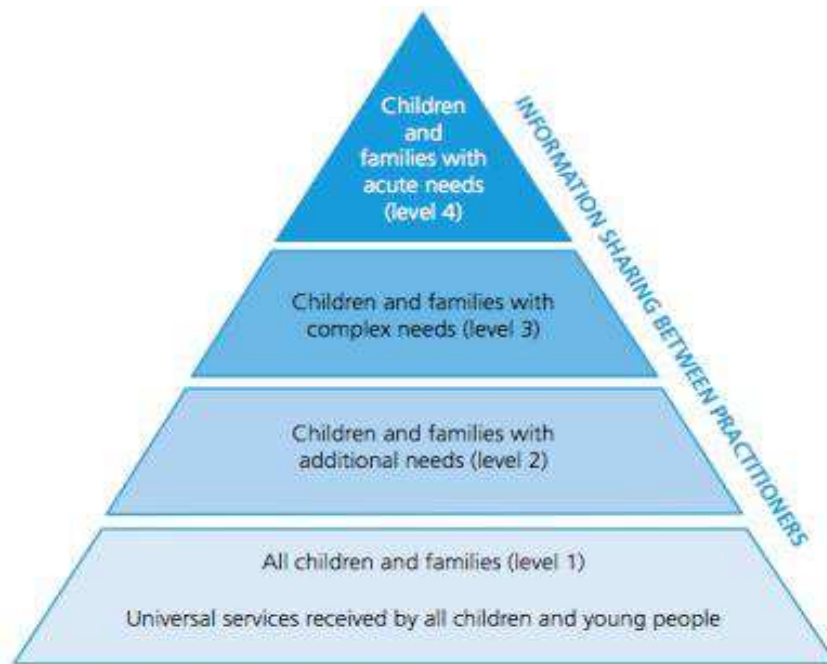 Children
and
families with
acute needs
(level 4)
INFORMATION SHARING BETWEEN PRACTITIONERS
Children and families with
complex needs (level 3)
Children and families with
additional needs (level 2)
All children and families (level 1)
Universal services received by all children and young people